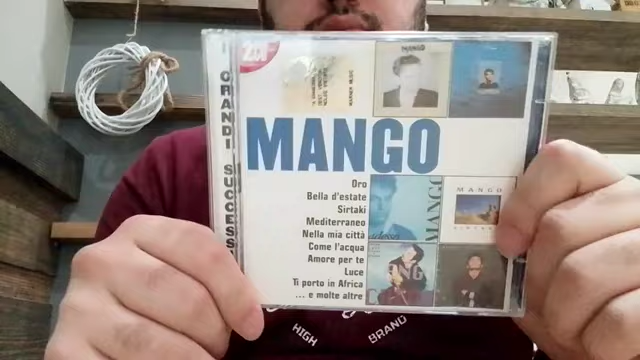 I GRANDI SUCCESSI
MANGO
MANGO
Oro
Bella d'estate
Sirtaki
Mediterraneo
Nella mia città
Come l'acqua
Amore per te
Luce
Ti porto in Africa
... e molte altre
MANGO
MANGO
HIGH
BRAND